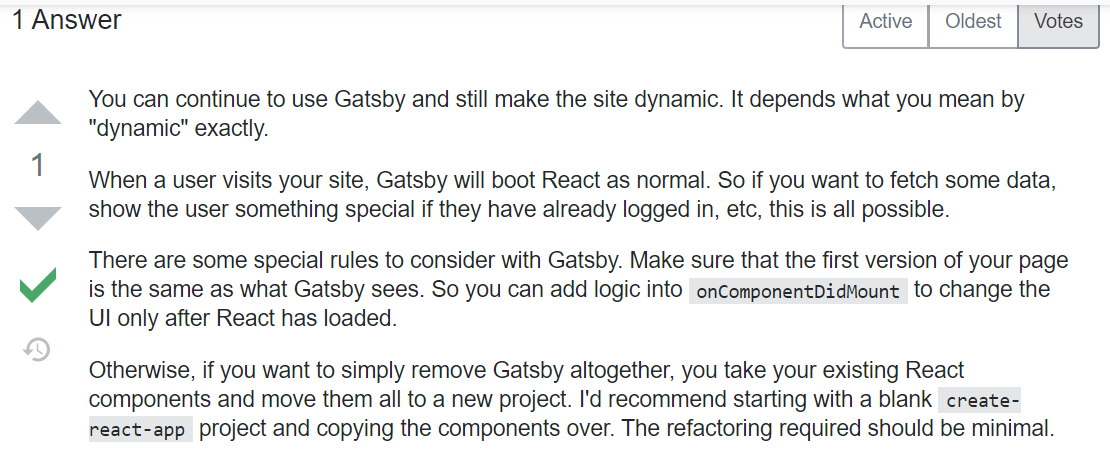 1 Answer
Active
Oldest
Votes
You can continue to use Gatsby and still make the site dynamic. It depends what you mean by
"dynamic" exactly.
1
When a user visits your site, Gatsby will boot React as normal. So if you want to fetch some data,
show the user something special if they have already logged in, etc, this is all possible.
There are some special rules to consider with Gatsby. Make sure that the first version of your page
is the same as what Gatsby sees. So you can add logic into onComponentDidMount to change the
UI only after React has loaded.
Otherwise, if you want to simply remove Gatsby altogether, you take your existing React
components and move them all to a new project. I'd recommend starting with a blank create-
react-app project and copying the components over. The refactoring required should be minimal.